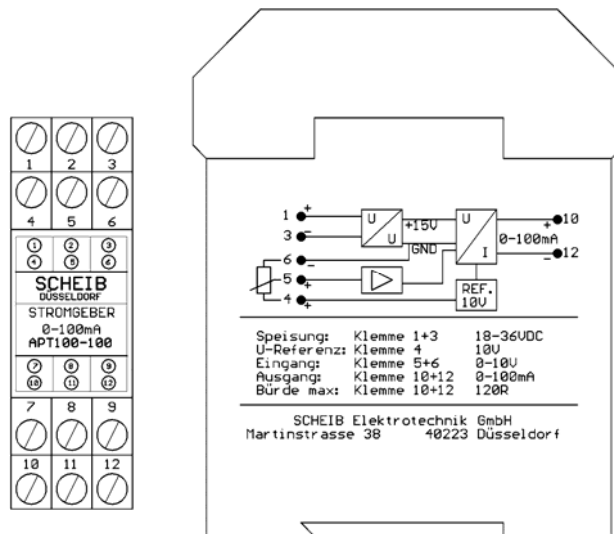 1 2 3
4 5 6
1 2 3
4 5 6
SCHEIB
DÜSSELDORF
STROMGEBER
0-100mA
APT100-100
7 8 9
10 11 12
7 8 9
10 11 12
1 + U +15V U 10
3 - U GND + 0-100mA
6 - I - 12
5 +
4 + REF.
10V
Speisung: Klemme 1+3 18-36VDC
U-Referenz: Klemme 4 10V
Eingang: Klemme 5+6 0-10V
Ausgang: Klemme 10+12 0-100mA
Bürde max: Klemme 10+12 120R
SCHEIB Elektrotechnik GmbH
Martinstrasse 38 40223 Düsseldorf